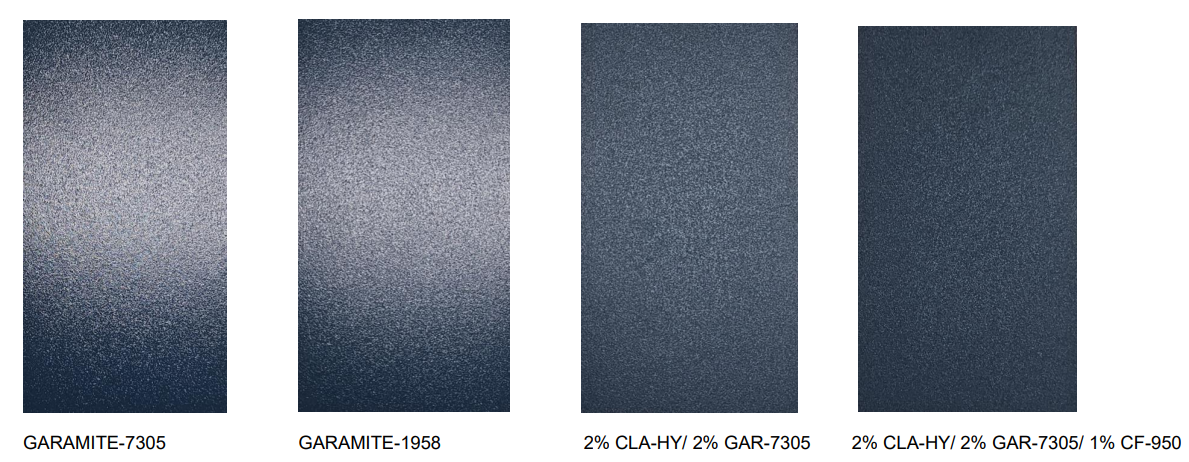 GARAMITE-7305
GARAMITE-1958
2% CLA-HY/ 2% GAR-7305
2% CLA-HY/ 2% GAR-7305/ 1% CF-950